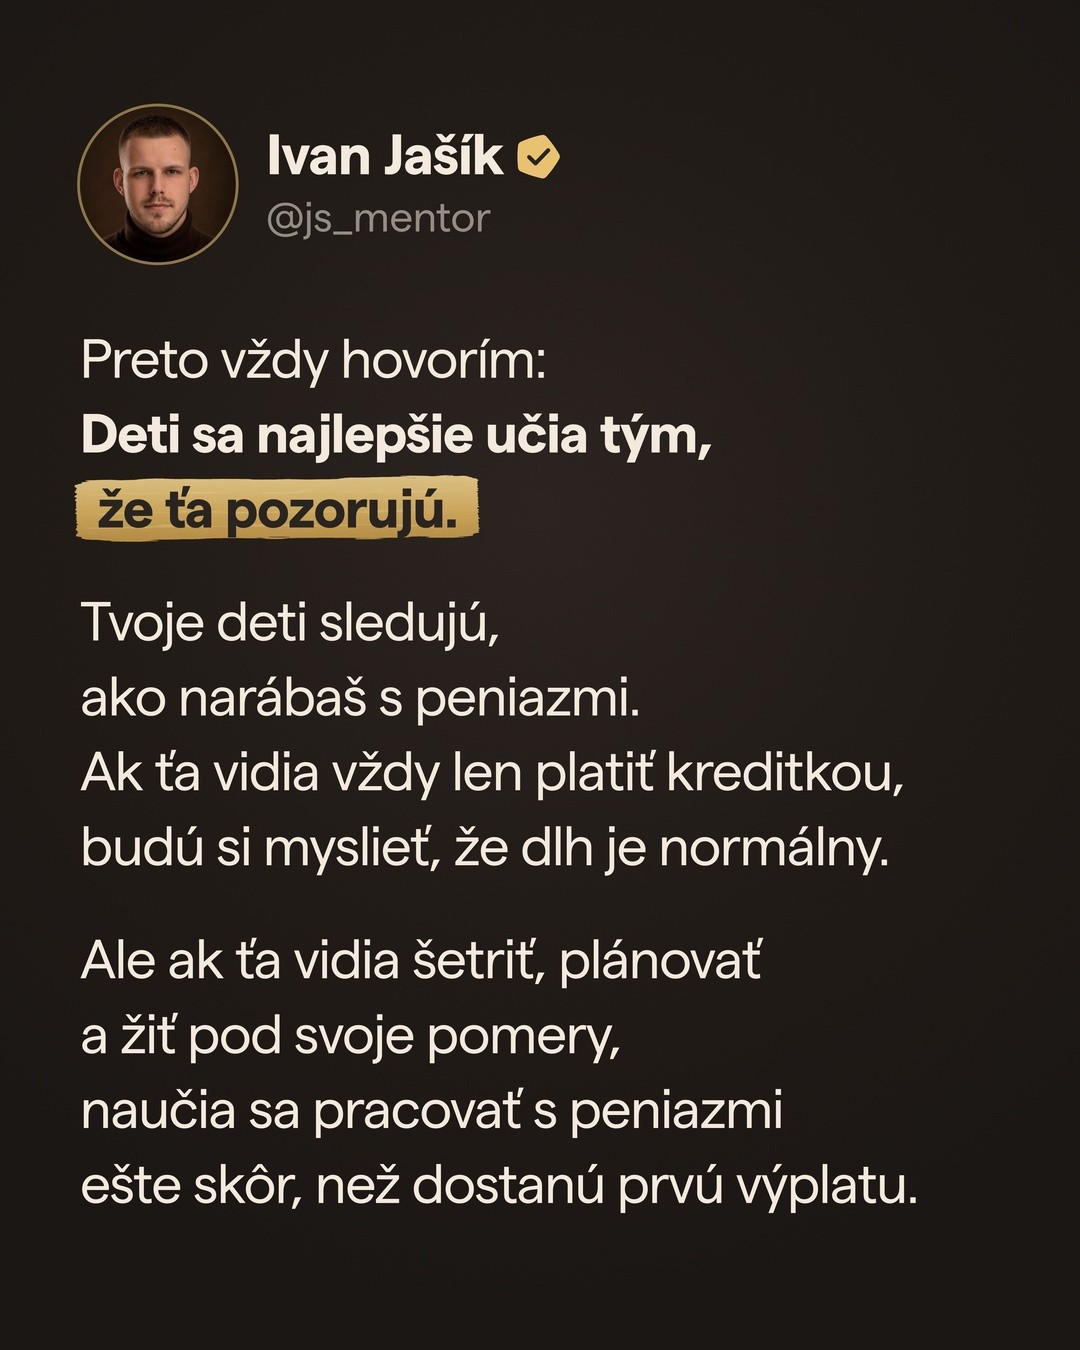 Ivan Jašík
@js_mentor
Preto vždy hovorím:
Deti sa najlepšie učia tým,
že ťa pozorujú.
Tvoje deti sledujú,
ako narábaš s peniazmi.
Ak ťa vidia vždy len platiť kreditkou,
budú si myslieť, že dlh je normálny.
Ale ak ťa vidia šetriť, plánovať
a žiť pod svoje pomery,
naučia sa pracovať s peniazmi
ešte skôr, než dostanú prvú výplatu.